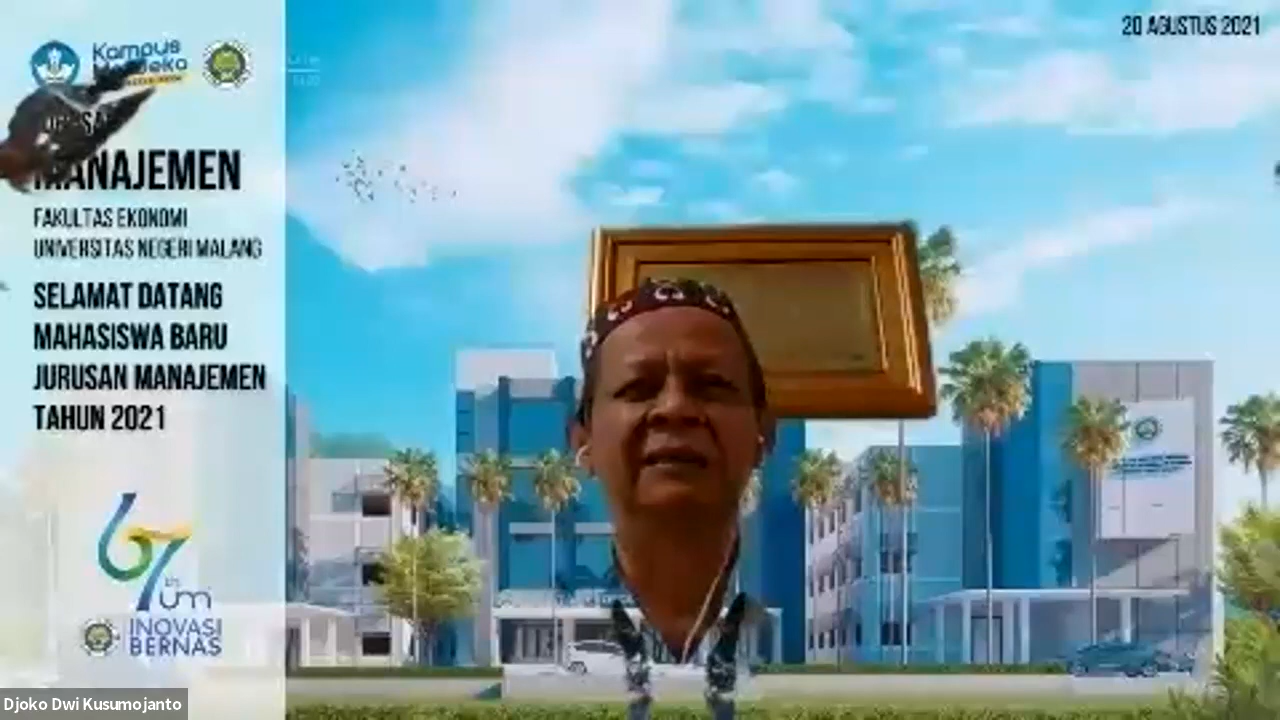 20 AGUSTUS 2021
Kampus
MANAJEMEN
FAKULTAS EKONOMI
UNIVERSITAS NEGERI MALANG
SELAMAT DATANG
MAHASISWA BARU
JURUSAN MANAJEMEN
TAHUN 2021
67
th
um
INOVASI
BERNAS
Djoko Dwi Kusumojanto